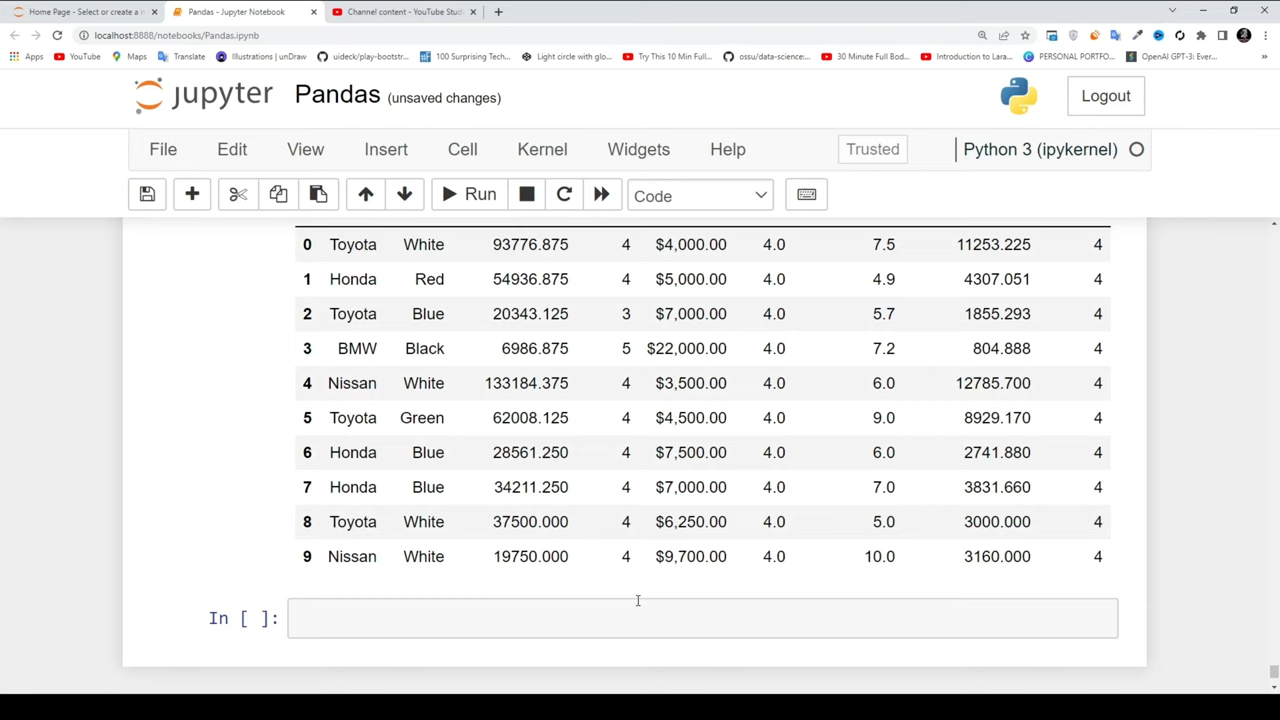 Home Page - Select or create a n
Pandas - Jupyter Notebook
Channel content - YouTube Stud
localhost:8888/notebooks/Pandas.ipynb
Apps YouTube Maps Translate Illustrations | unDraw uideck/play-bootstr... 100 Surprising Tech... Light circle with glo... Try This 10 Min Full... ossu/data-science:... 30 Minute Full Bod... Introduction to Lara... PERSONAL PORTFO... OpenAI GPT-3: Ever...
jupyter Pandas (unsaved changes) Logout
File Edit View Insert Cell Kernel Widgets Help Trusted Python 3 (ipykernel)
Run Code
0 Toyota White 93776.875 4 $4,000.00 4.0 7.5 11253.225 4
1 Honda Red 54936.875 4 $5,000.00 4.0 4.9 4307.051 4
2 Toyota Blue 20343.125 3 $7,000.00 4.0 5.7 1855.293 4
3 BMW Black 6986.875 5 $22,000.00 4.0 7.2 804.888 4
4 Nissan White 133184.375 4 $3,500.00 4.0 6.0 12785.700 4
5 Toyota Green 62008.125 4 $4,500.00 4.0 9.0 8929.170 4
6 Honda Blue 28561.250 4 $7,500.00 4.0 6.0 2741.880 4
7 Honda Blue 34211.250 4 $7,000.00 4.0 7.0 3831.660 4
8 Toyota White 37500.000 4 $6,250.00 4.0 5.0 3000.000 4
9 Nissan White 19750.000 4 $9,700.00 4.0 10.0 3160.000 4
In [ ]: